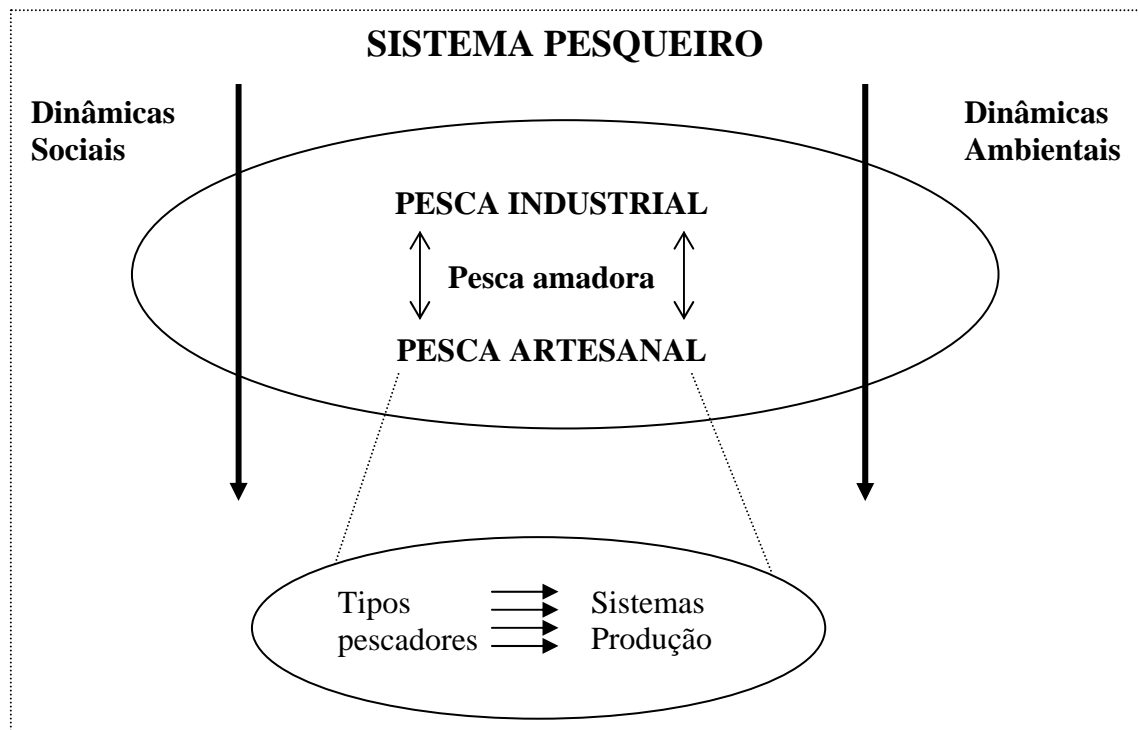 SISTEMA PESQUEIRO
Dinâmicas
Sociais
Dinâmicas
Ambientais
PESCA INDUSTRIAL
Pesca amadora
PESCA ARTESANAL
Tipos
pescadores
Sistemas
Produção